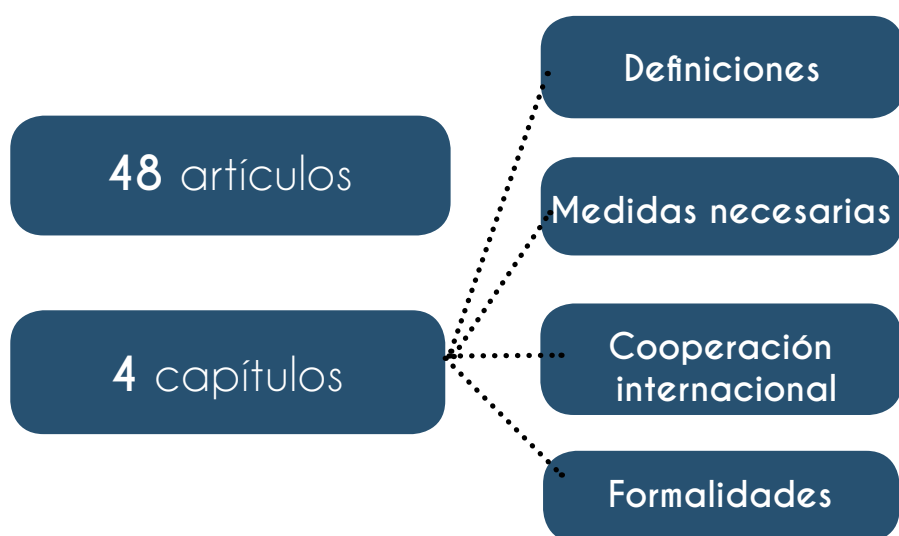 48 artículos
4 capítulos
Definiciones
Medidas necesarias
Cooperación
internacional
Formalidades